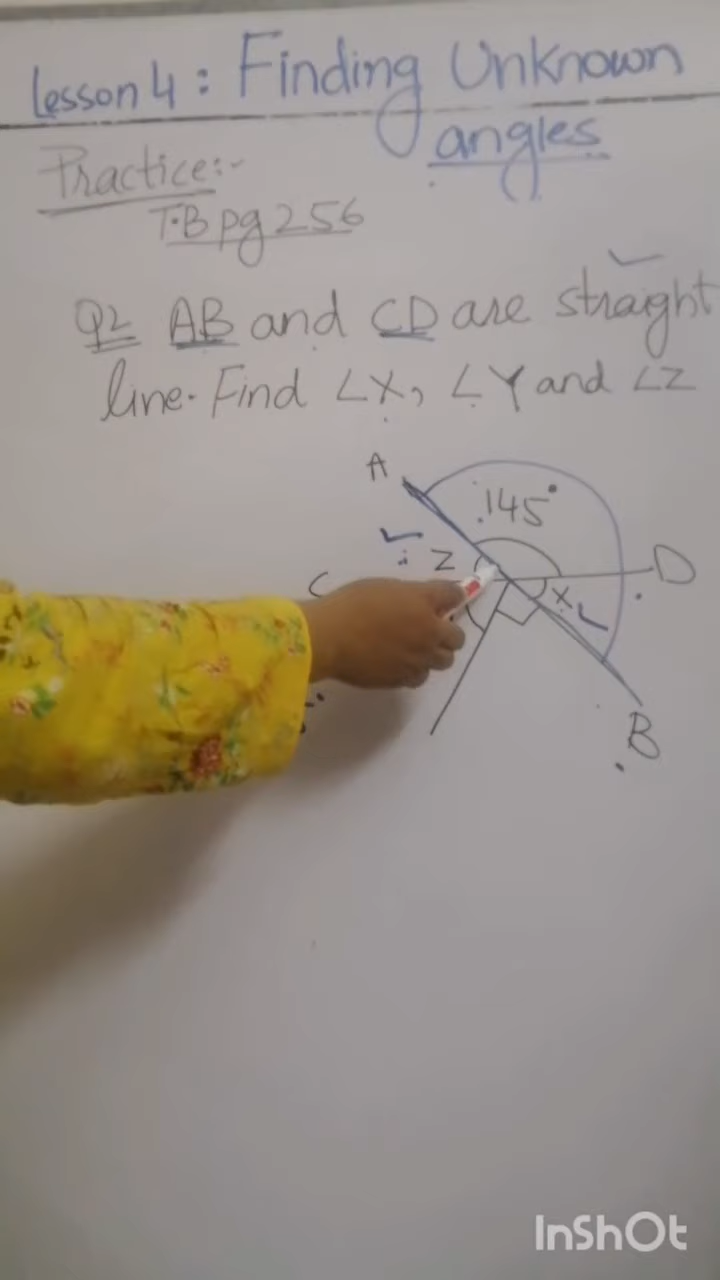 Lesson 4: Finding Unknown
angles
Practice:-
T.B pg 256
Q2 AB and CD are straight
line. Find ∠X, ∠Y and ∠Z
A
145°
Z
D
C
X
B
InShOt